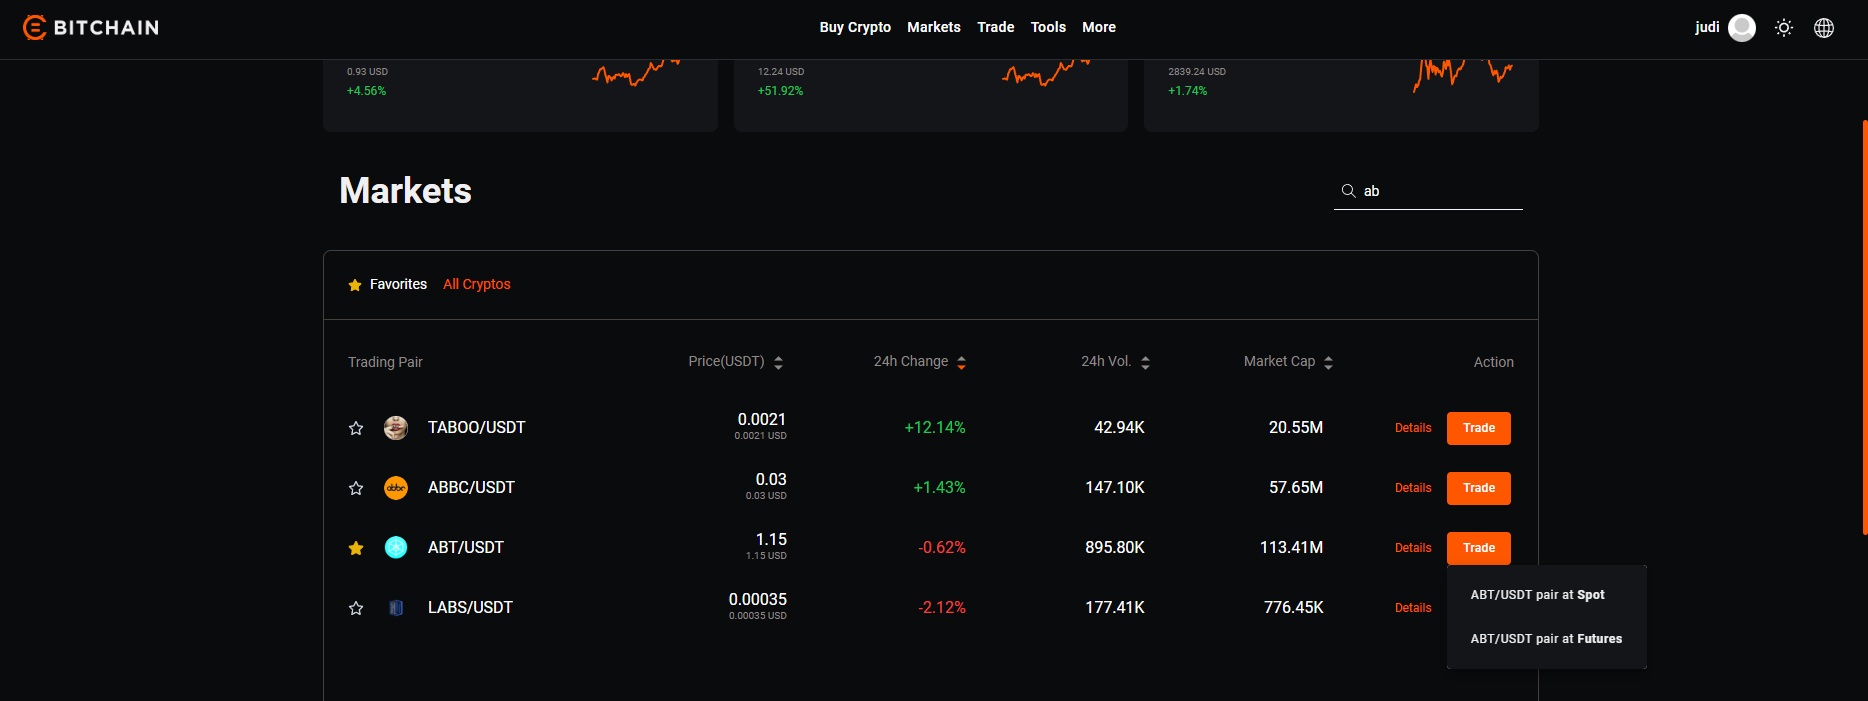 BITCHAIN
Buy Crypto Markets Trade Tools More
judi
0.93 USD
+4.56%
12.24 USD
+51.92%
2839.24 USD
+1.74%
Markets
ab
Favorites All Cryptos
Trading Pair Price(USDT) 24h Change 24h Vol. Market Cap Action
TABOO/USDT 0.0021 +12.14% 42.94K 20.55M Details Trade
0.0021 USD
abbc ABBC/USDT 0.03 +1.43% 147.10K 57.65M Details Trade
0.03 USD
ABT/USDT 1.15 -0.62% 895.80K 113.41M Details Trade
1.15 USD
ABT/USDT pair at Spot
LABS/USDT 0.00035 -2.12% 177.41K 776.45K Details
0.00035 USD
ABT/USDT pair at Futures